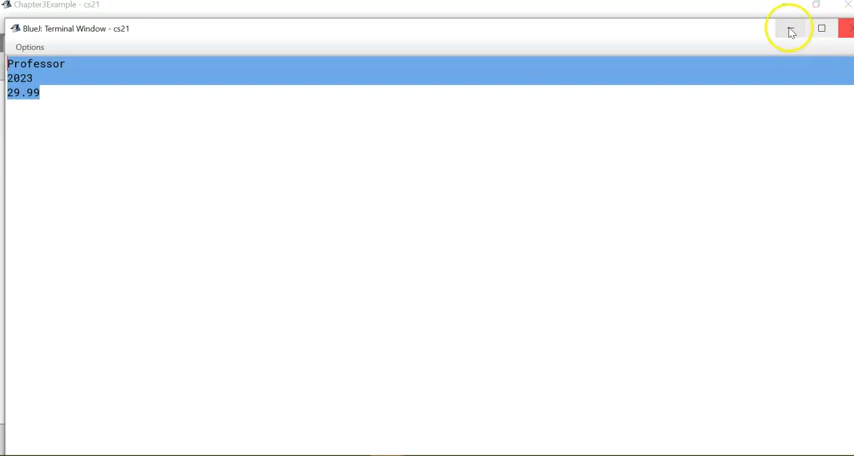 Chapter3Example - cs21
BlueJ: Terminal Window - cs21
Options
Professor
2023
29.99